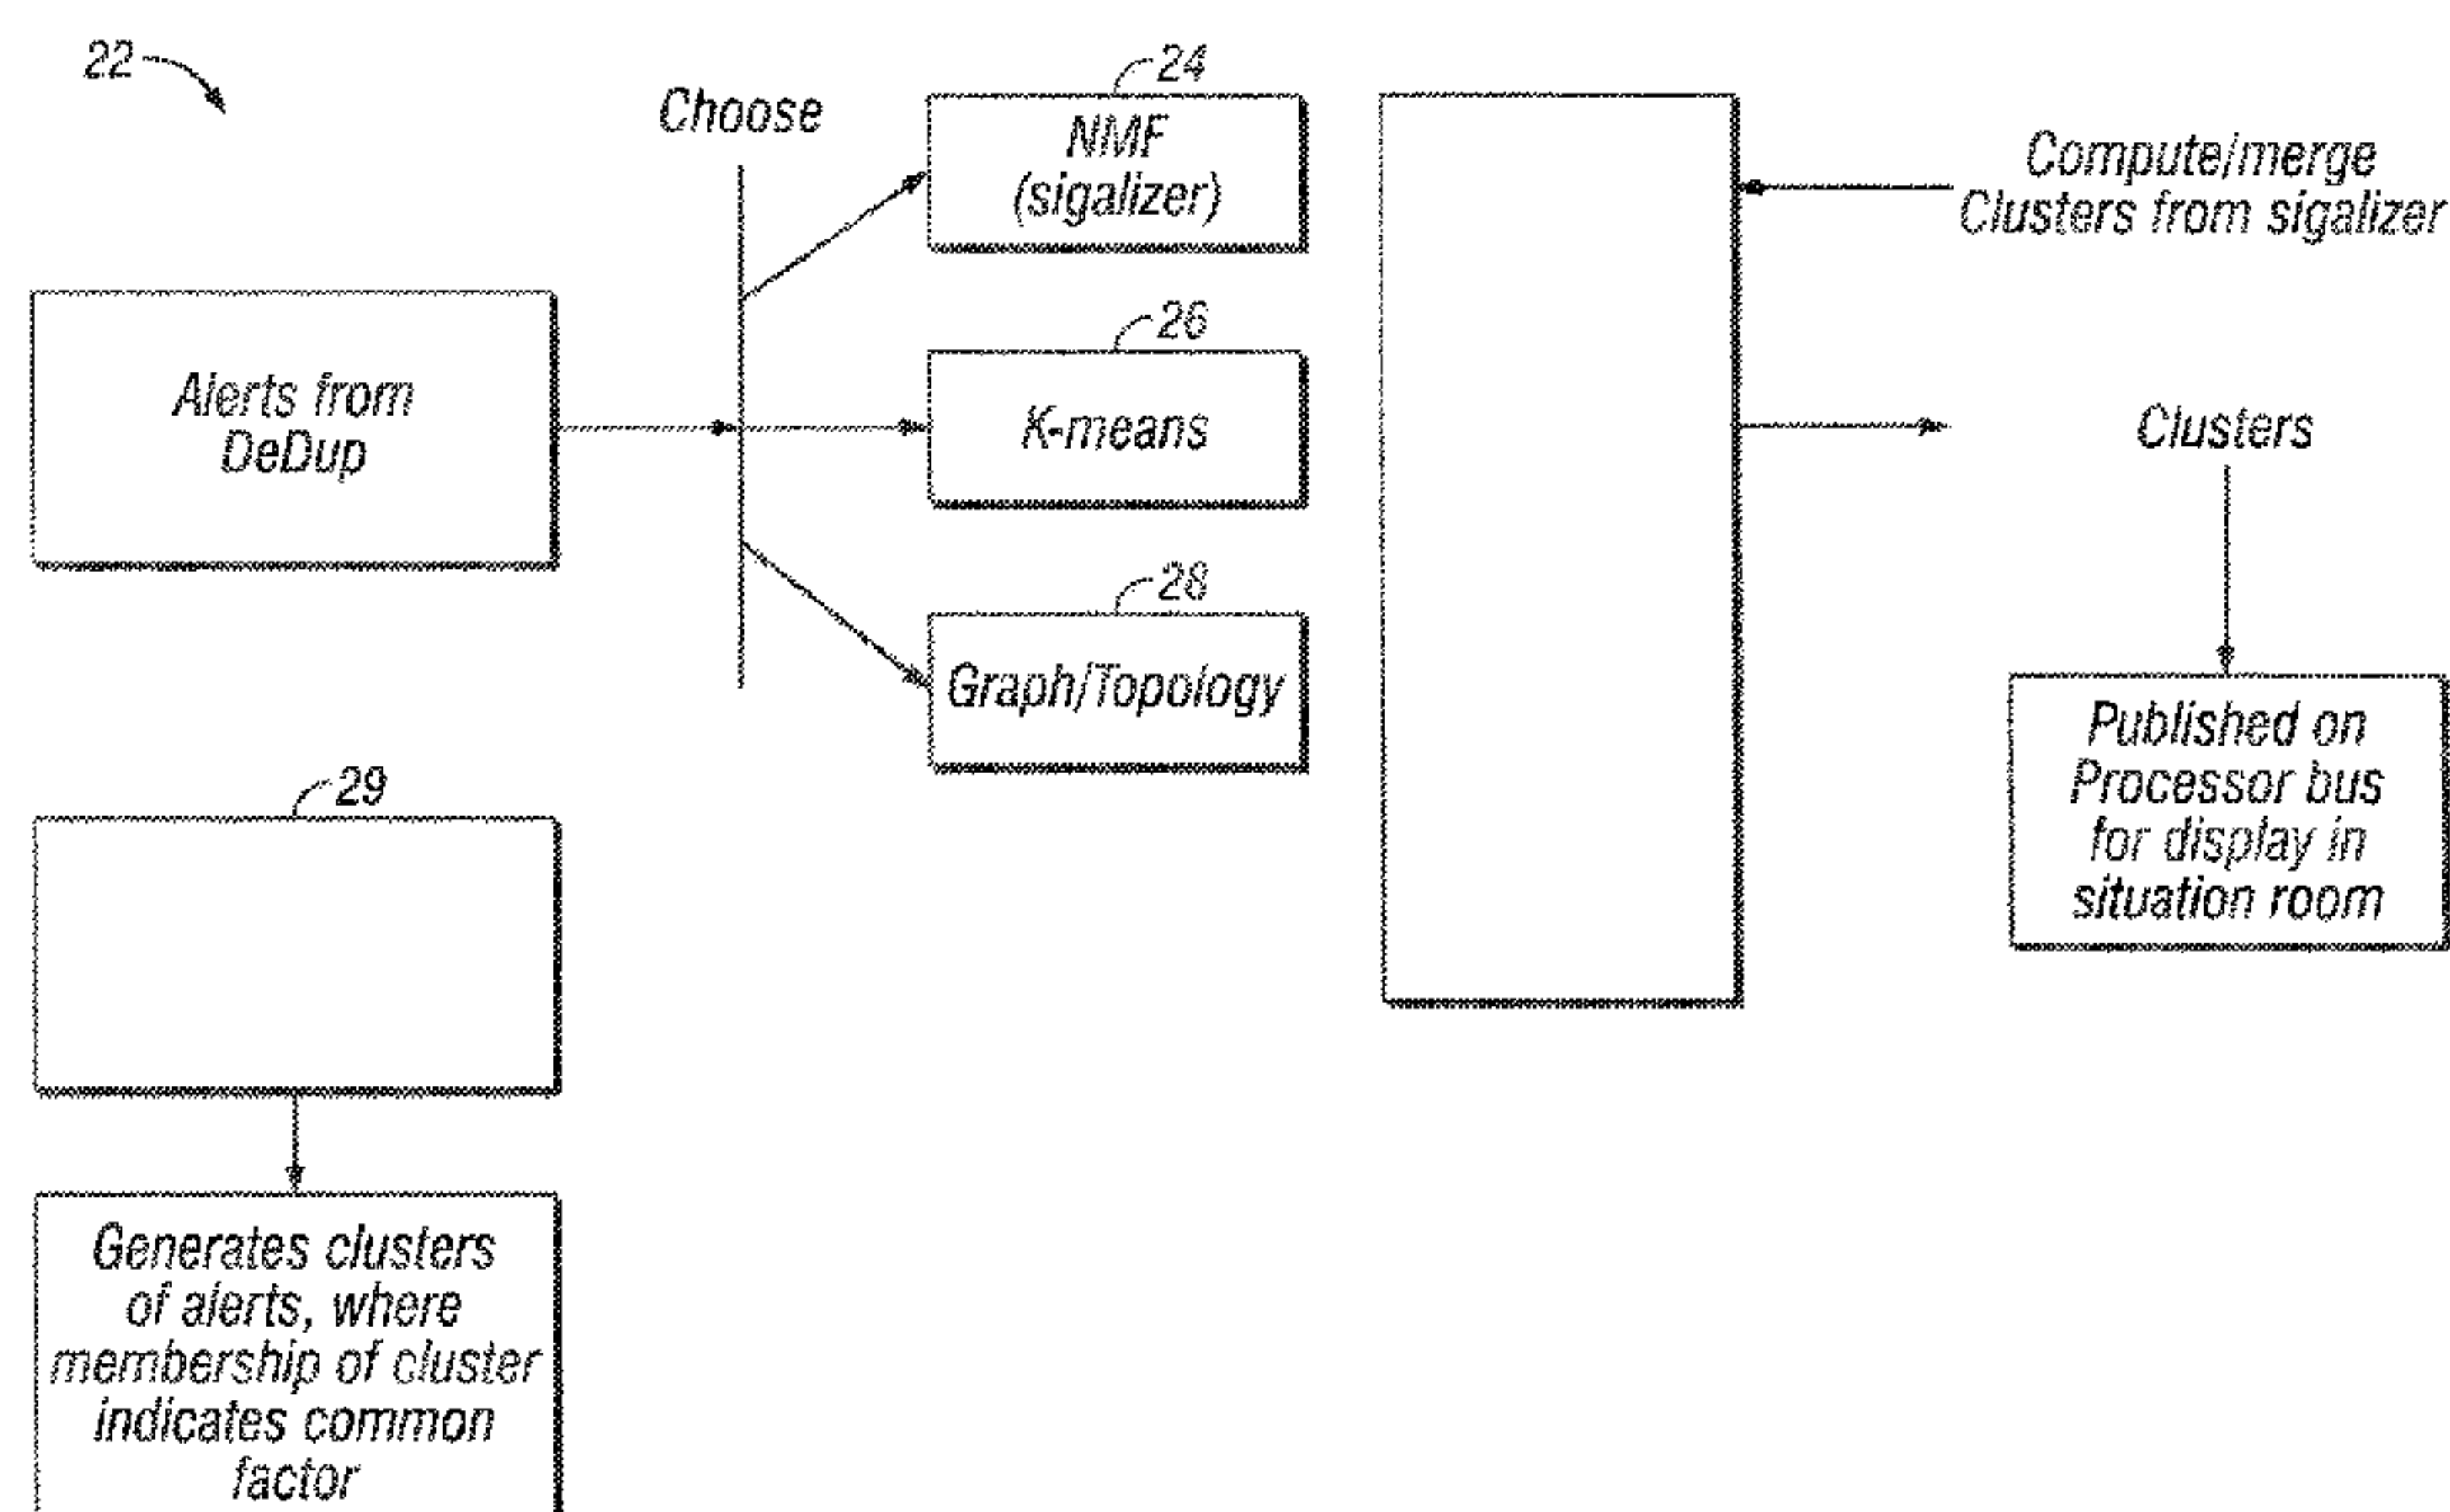 22
Choose
24
NMF
(sigalizer)
Compute/merge
Clusters from sigalizer
Alerts from
DeDup
26
K-means
Clusters
28
Graph/Topology
Published on
Processor bus
for display in
situation room
29
Generates clusters
of alerts, where
membership of cluster
indicates common
factor